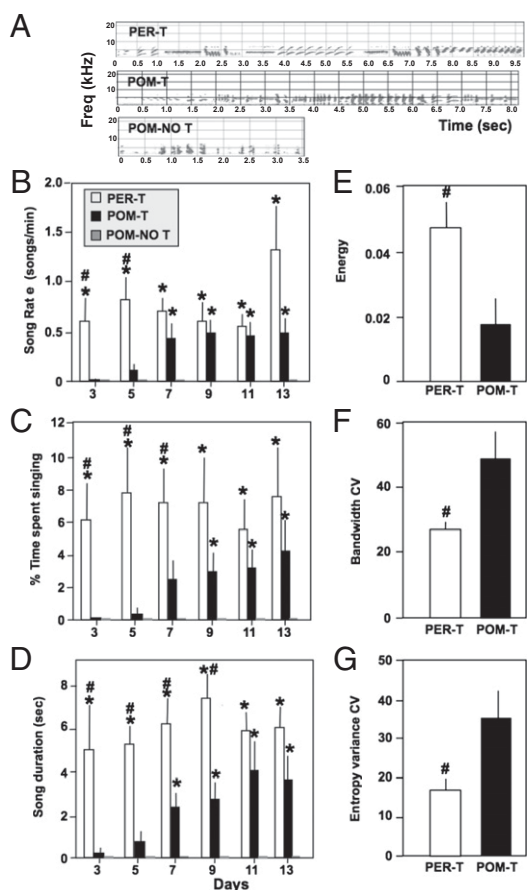 A
PER-T
20
10
0
0 0.5 1.0 1.5 2.0 2.5 3.0 3.5 4.0 4.5 5.0 5.5 6.0 6.5 7.0 7.5 8.0 8.5 9.0 9.5
POM-T
20
10
0
0 0.5 1.0 1.5 2.0 2.5 3.0 3.5 4.0 4.5 5.0 5.5 6.0 6.5 7.0 7.5 8.0
POM-NO T
20
10
0
0 0.5 1.0 1.5 2.0 2.5 3.0 3.5
Freq (kHz)
Time (sec)
B
PER-T
POM-T
POM-NO T
Song Rat e (songs/min)
2.0
1.5
1.0
0.5
0
# * # * * * * * * * * *
3 5 7 9 11 13
C
% Time spent singing
12
10
8
6
4
2
0
# * # * # * * * * * * *
3 5 7 9 11 13
D
Song duration (sec)
8
6
4
2
0
# * # * # * * *# * * * * *
3 5 7 9 11 13
Days
E
Energy
0.06
0.04
0.02
0
#
PER-T POM-T
F
Bandwidth CV
60
40
20
0
#
PER-T POM-T
G
Entropy variance CV
50
40
30
20
10
0
#
PER-T POM-T